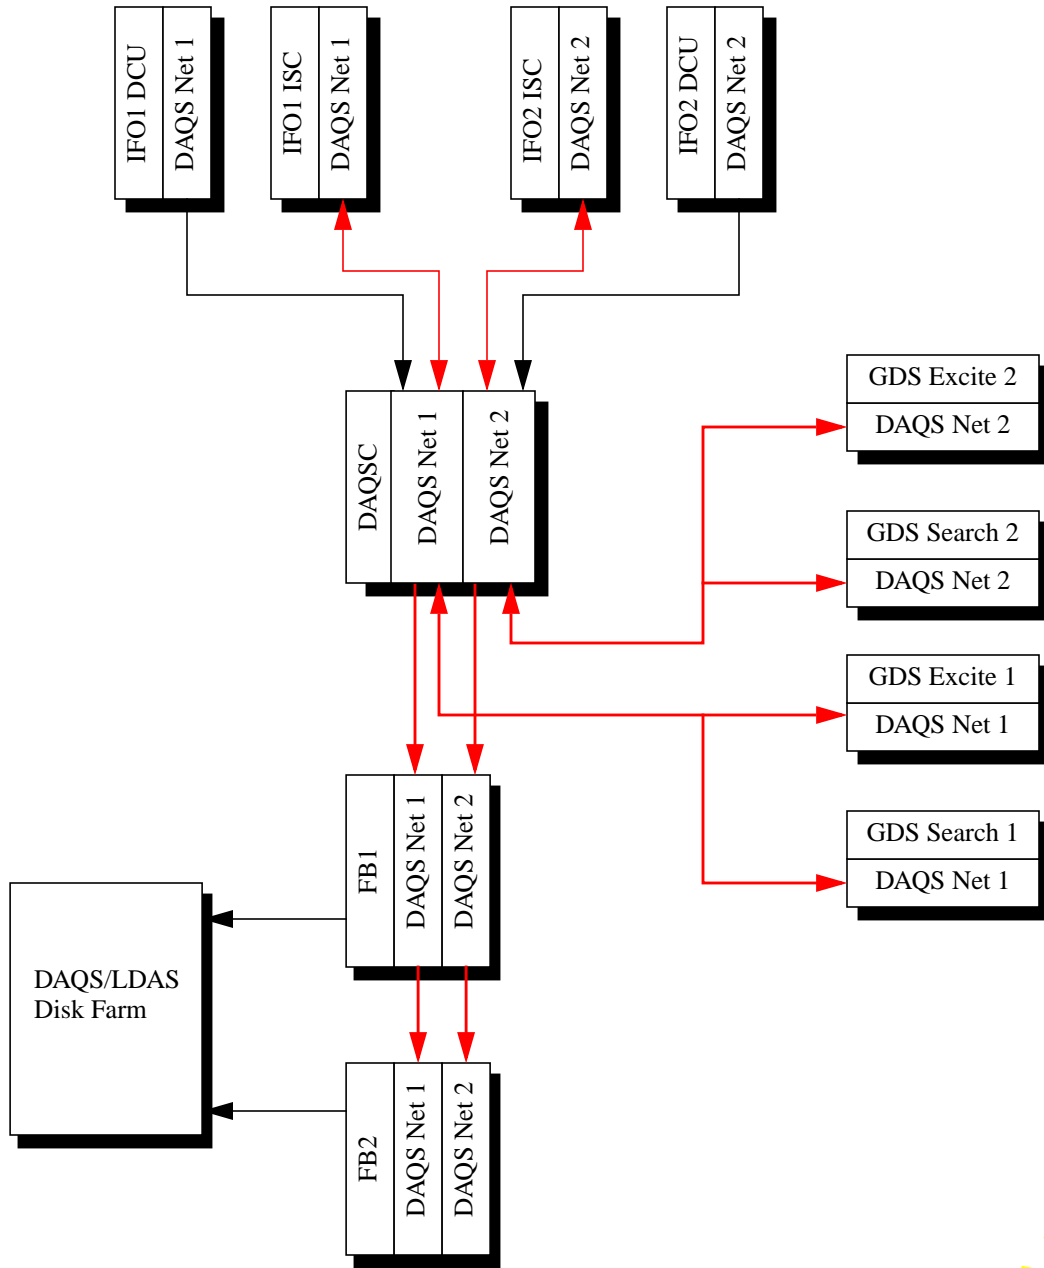 IFO1 DCU
DAQS Net 1
IFO1 ISC
DAQS Net 1
IFO2 ISC
DAQS Net 2
IFO2 DCU
DAQS Net 2
DAQSC
DAQS Net 1
DAQS Net 2
GDS Excite 2
DAQS Net 2
GDS Search 2
DAQS Net 2
GDS Excite 1
DAQS Net 1
GDS Search 1
DAQS Net 1
FB1
DAQS Net 1
DAQS Net 2
DAQS/LDAS
Disk Farm
FB2
DAQS Net 1
DAQS Net 2